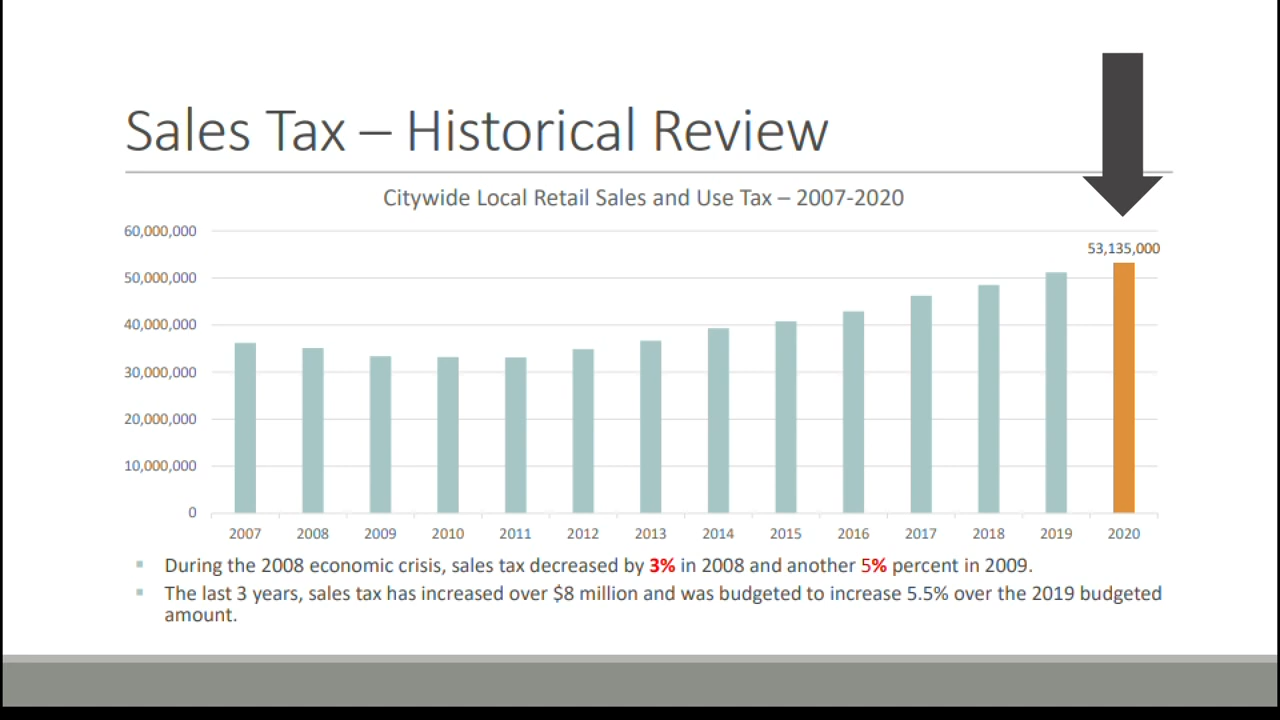 Sales Tax – Historical Review
Citywide Local Retail Sales and Use Tax – 2007-2020
60,000,000
53,135,000
50,000,000
40,000,000
30,000,000
20,000,000
10,000,000
0
2007 2008 2009 2010 2011 2012 2013 2014 2015 2016 2017 2018 2019 2020
During the 2008 economic crisis, sales tax decreased by 3% in 2008 and another 5% percent in 2009.
The last 3 years, sales tax has increased over $8 million and was budgeted to increase 5.5% over the 2019 budgeted
amount.